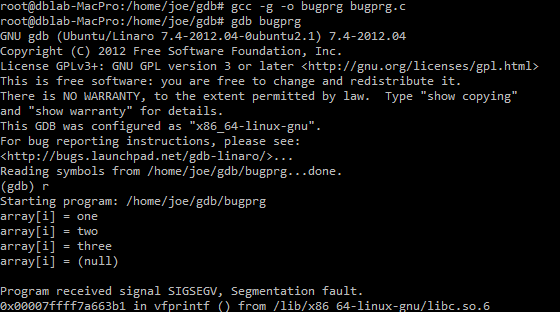 root@dblab-MacPro:/home/joe/gdb# gcc -g -o bugprg bugprg.c
root@dblab-MacPro:/home/joe/gdb# gdb bugprg
GNU gdb (Ubuntu/Linaro 7.4-2012.04-0ubuntu2.1) 7.4-2012.04
Copyright (C) 2012 Free Software Foundation, Inc.
License GPLv3+: GNU GPL version 3 or later <http://gnu.org/licenses/gpl.html>
This is free software: you are free to change and redistribute it.
There is NO WARRANTY, to the extent permitted by law.  Type "show copying"
and "show warranty" for details.
This GDB was configured as "x86_64-linux-gnu".
For bug reporting instructions, please see:
<http://bugs.launchpad.net/gdb-linaro/>...
Reading symbols from /home/joe/gdb/bugprg...done.
(gdb) r
Starting program: /home/joe/gdb/bugprg
array[i] = one
array[i] = two
array[i] = three
array[i] = (null)
Program received signal SIGSEGV, Segmentation fault.
0x00007ffff7a663b1 in vfprintf () from /lib/x86_64-linux-gnu/libc.so.6